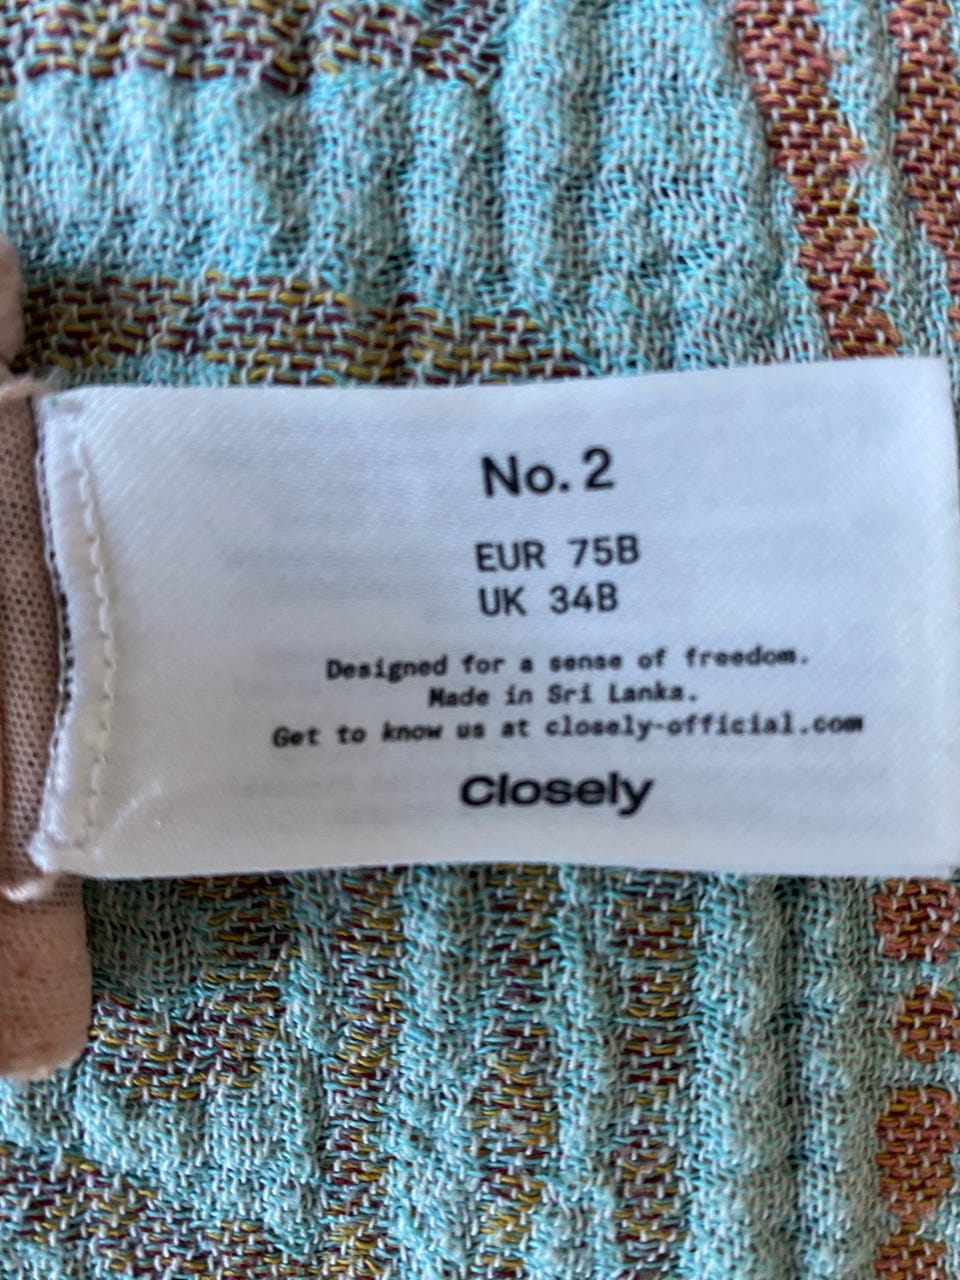 No. 2
EUR 75B
UK 34B
Designed for a sense of freedom.
Made in Sri Lanka.
Get to know us at closely-official.com
Closely